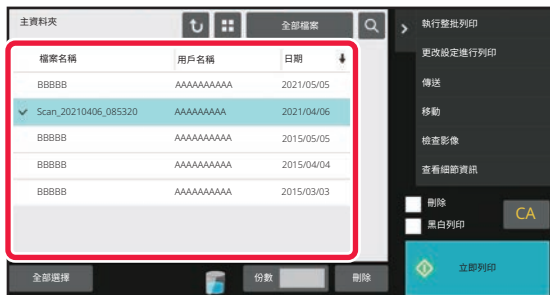 主資料夾
全部檔案
檔案名稱 用戶名稱 日期
BBBBB AAAAAAAAAA 2021/05/05
Scan_20210406_085320 AAAAAAAAA 2021/04/06
BBBBB AAAAAAAAAA 2015/05/05
BBBBB AAAAAAAAAA 2015/04/04
BBBBB AAAAAAAAAA 2015/03/03
全部選擇
份數
刪除
執行整批列印
更改設定進行列印
傳送
移動
檢查影像
查看細節資訊
刪除
黑白列印
CA
立即列印